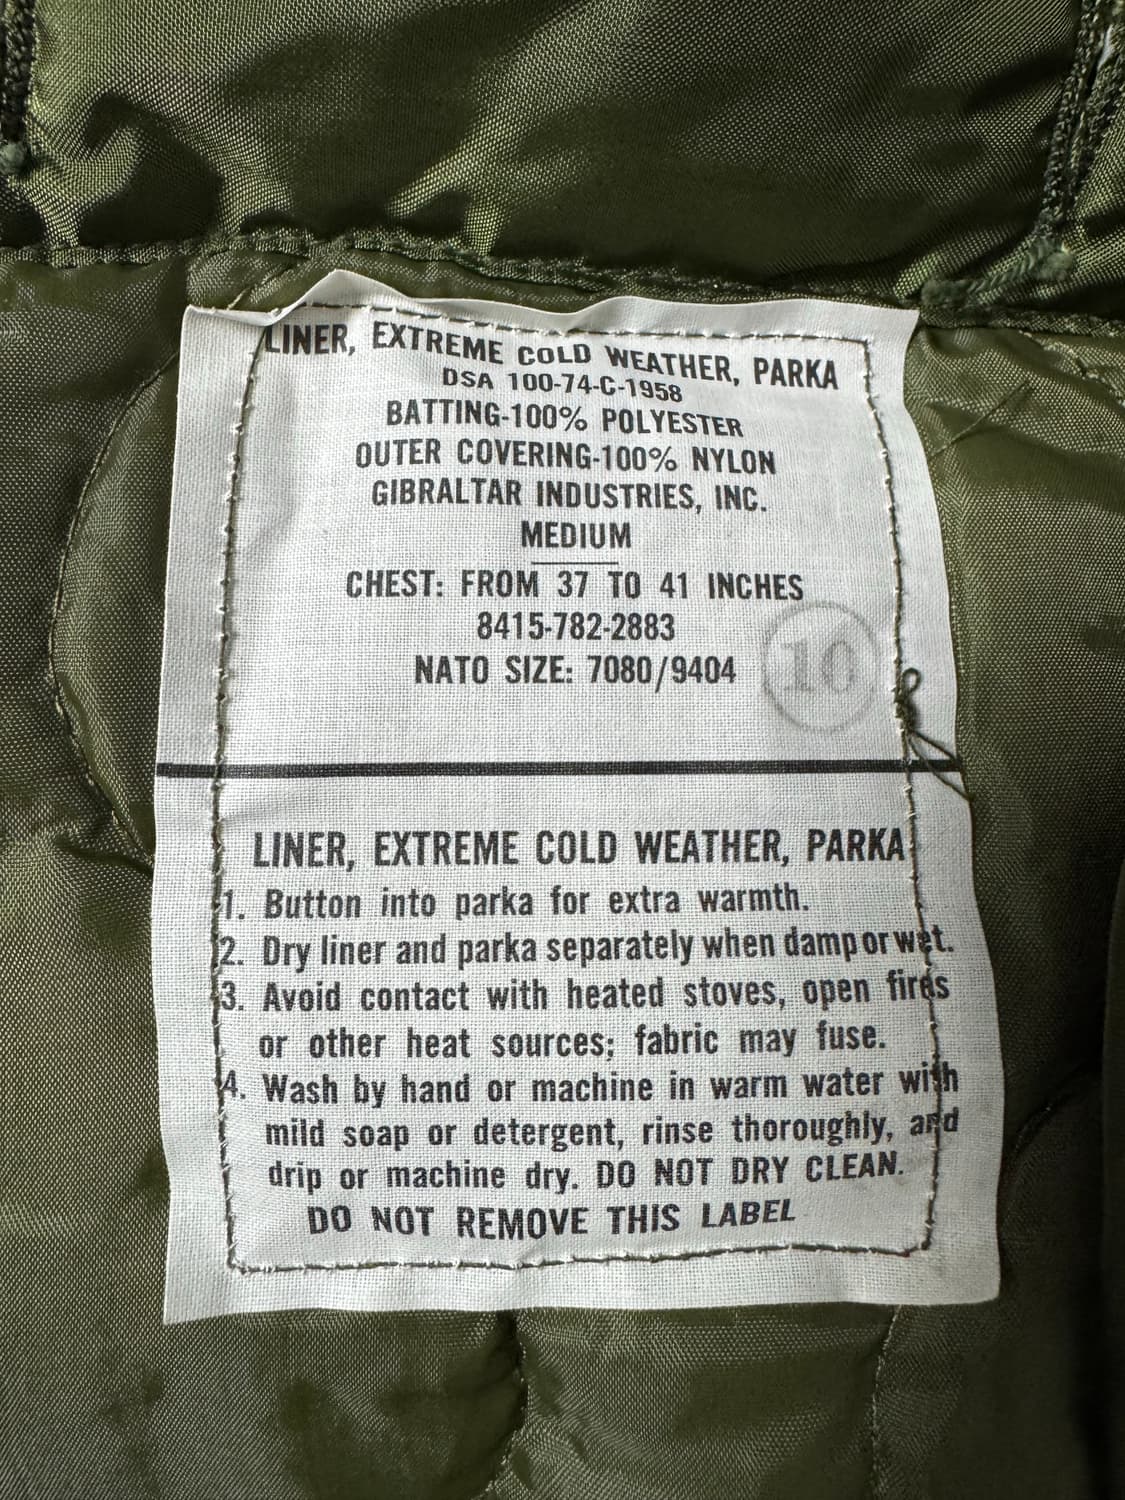 LINER, EXTREME COLD WEATHER, PARKA
DSA 100-74-C-1958
BATTING-100% POLYESTER
OUTER COVERING-100% NYLON
GIBRALTAR INDUSTRIES, INC.
MEDIUM
CHEST: FROM 37 TO 41 INCHES
8415-782-2883
NATO SIZE: 7080/9404
10
LINER, EXTREME COLD WEATHER, PARKA
1. Button into parka for extra warmth.
2. Dry liner and parka separately when damp or wet.
3. Avoid contact with heated stoves, open fires
or other heat sources; fabric may fuse.
4. Wash by hand or machine in warm water with
mild soap or detergent, rinse thoroughly, and
drip or machine dry. DO NOT DRY CLEAN.
DO NOT REMOVE THIS LABEL